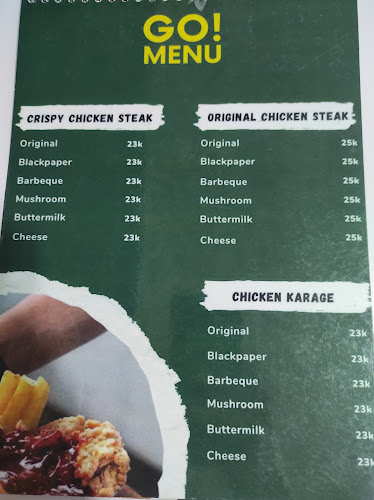 GO!
MENU
CRISPY CHICKEN STEAK
Original 23k
Blackpaper 23k
Barbeque 23k
Mushroom 23k
Buttermilk 23k
Cheese 23k
ORIGINAL CHICKEN STEAK
Original 25k
Blackpaper 25k
Barbeque 25k
Mushroom 25k
Buttermilk 25k
Cheese 25k
CHICKEN KARAGE
Original 23k
Blackpaper 23k
Barbeque 23k
Mushroom 23k
Buttermilk 23k
Cheese 23k